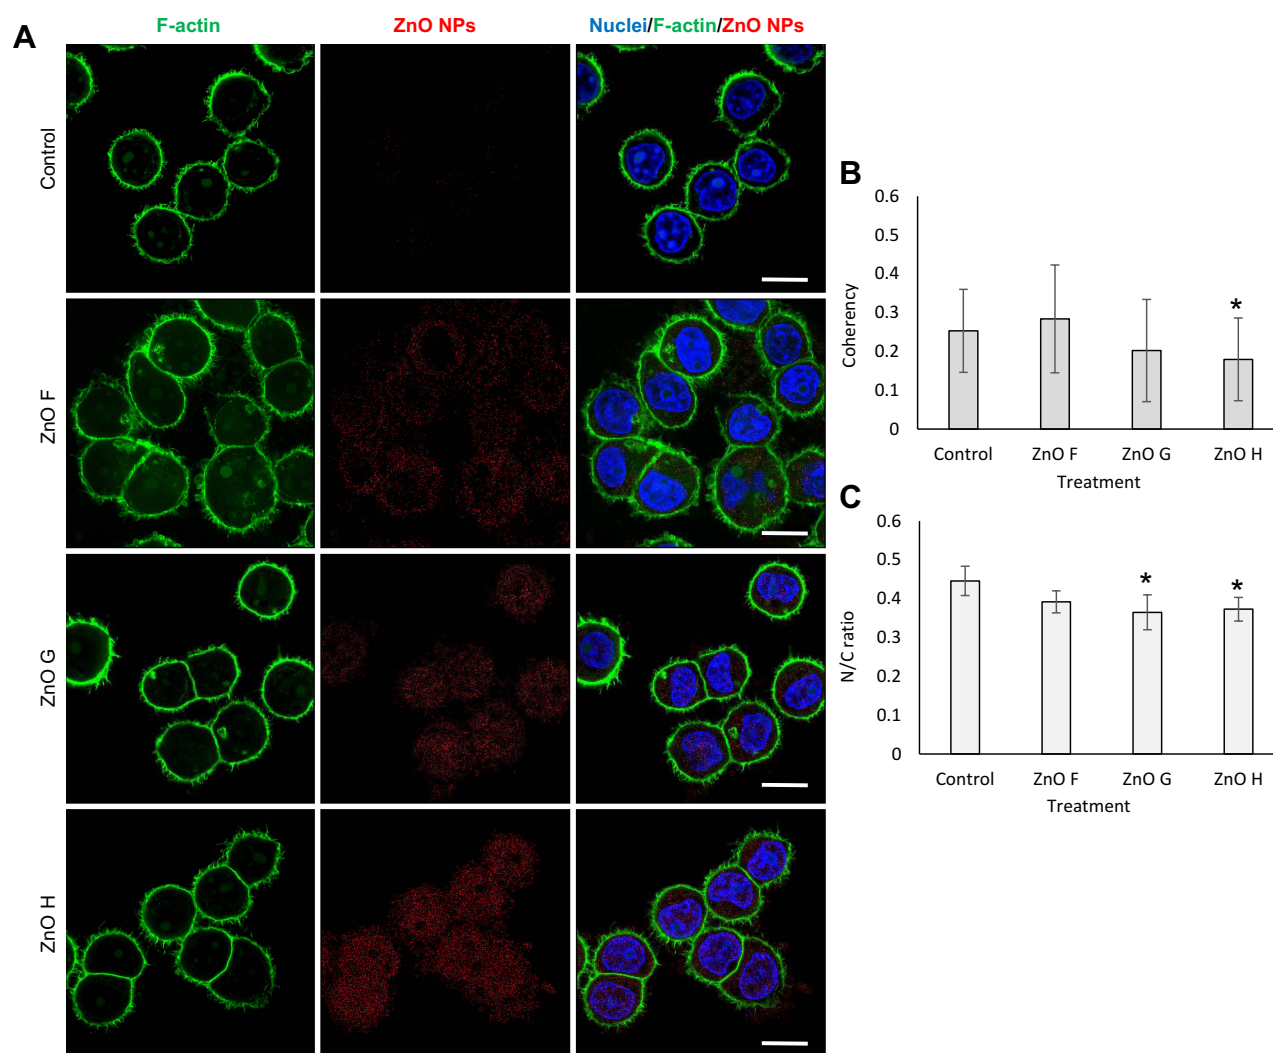 A
F-actin
ZnO NPs
Nuclei/F-actin/ZnO NPs
Control
ZnO F
ZnO G
ZnO H
B
0.6
0.5
0.4
0.3
0.2
0.1
0
Coherency
*
Control ZnO F ZnO G ZnO H
Treatment
C
0.6
0.5
0.4
0.3
0.2
0.1
0
N/C ratio
* *
Control ZnO F ZnO G ZnO H
Treatment